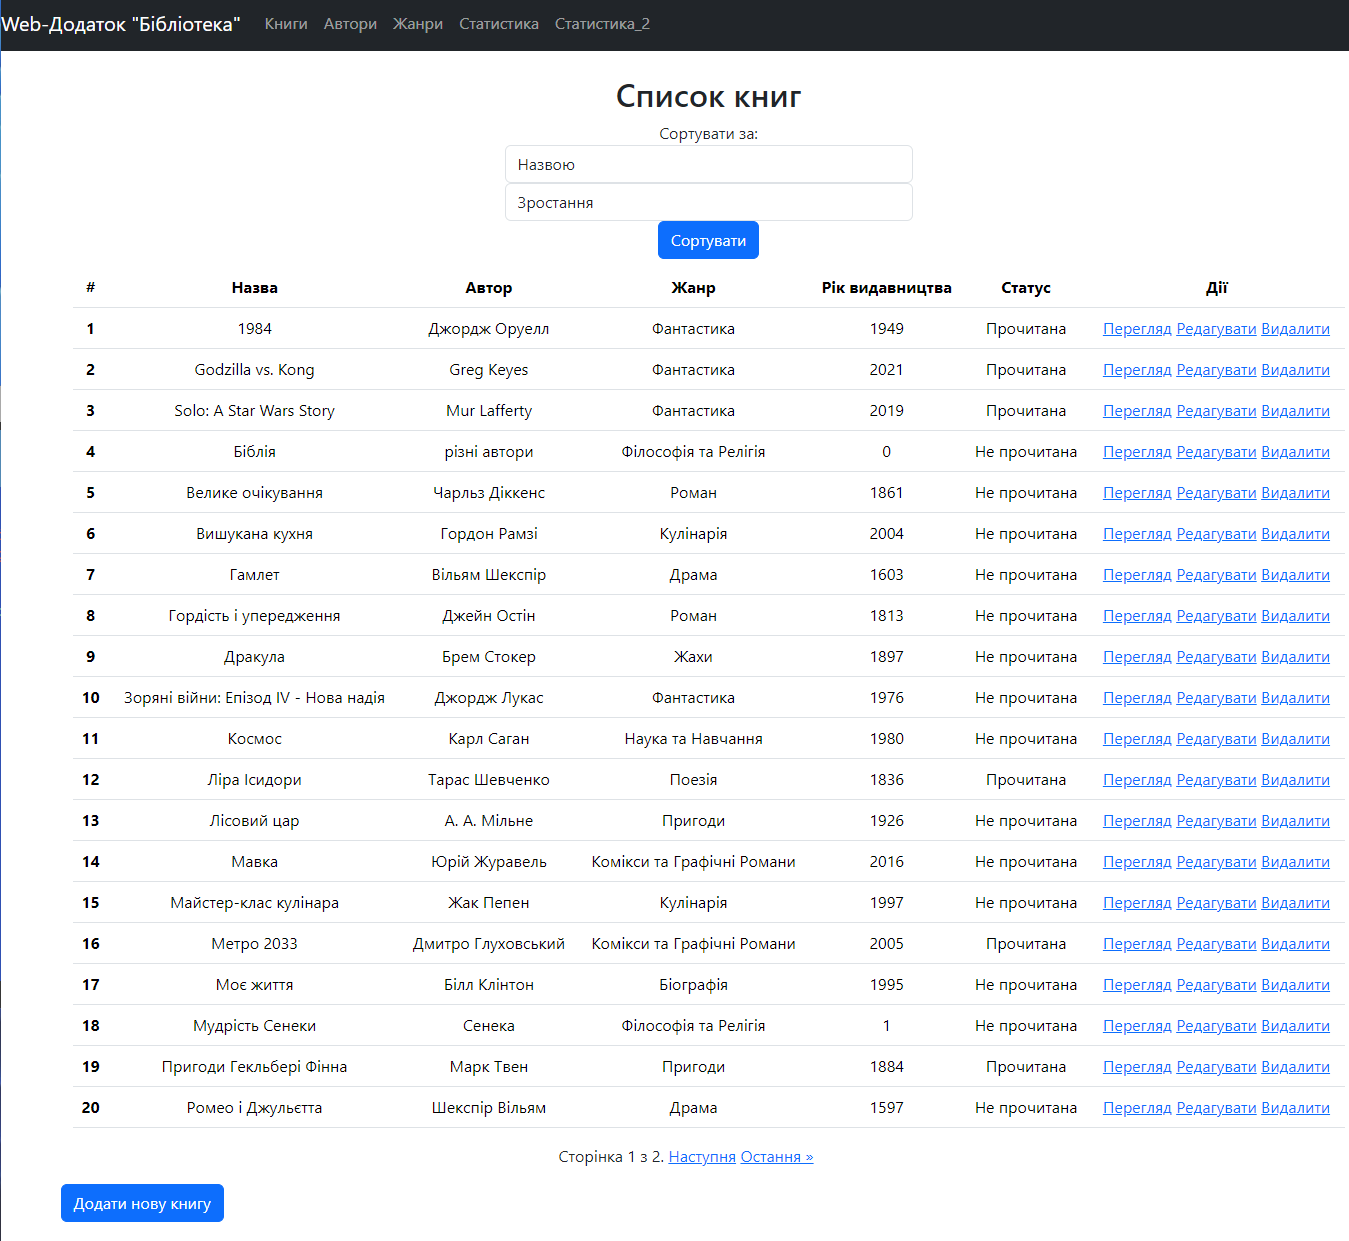 Web-Додаток "Бібліотека" Книги Автори Жанри Статистика Статистика_2
Список книг
Сортувати за:
Назвою
Зростання
Сортувати
# Назва Автор Жанр Рік видавництва Статус Дії
1 1984 Джордж Оруелл Фантастика 1949 Прочитана Перегляд Редагувати Видалити
2 Godzilla vs. Kong Greg Keyes Фантастика 2021 Прочитана Перегляд Редагувати Видалити
3 Solo: A Star Wars Story Mur Lafferty Фантастика 2019 Прочитана Перегляд Редагувати Видалити
4 Біблія різні автори Філософія та Релігія 0 Не прочитана Перегляд Редагувати Видалити
5 Велике очікування Чарльз Діккенс Роман 1861 Не прочитана Перегляд Редагувати Видалити
6 Вишукана кухня Гордон Рамзі Кулінарія 2004 Не прочитана Перегляд Редагувати Видалити
7 Гамлет Вільям Шекспір Драма 1603 Не прочитана Перегляд Редагувати Видалити
8 Гордість і упередження Джейн Остін Роман 1813 Не прочитана Перегляд Редагувати Видалити
9 Дракула Брем Стокер Жахи 1897 Не прочитана Перегляд Редагувати Видалити
10 Зоряні війни: Епізод IV - Нова надія Джордж Лукас Фантастика 1976 Не прочитана Перегляд Редагувати Видалити
11 Космос Карл Саган Наука та Навчання 1980 Не прочитана Перегляд Редагувати Видалити
12 Ліра Ісидори Тарас Шевченко Поезія 1836 Прочитана Перегляд Редагувати Видалити
13 Лісовий цар А. А. Мільне Пригоди 1926 Не прочитана Перегляд Редагувати Видалити
14 Мавка Юрій Журавель Комікси та Графічні Романи 2016 Не прочитана Перегляд Редагувати Видалити
15 Майстер-клас кулінара Жак Пепен Кулінарія 1997 Не прочитана Перегляд Редагувати Видалити
16 Метро 2033 Дмитро Глуховський Комікси та Графічні Романи 2005 Прочитана Перегляд Редагувати Видалити
17 Моє життя Білл Клінтон Біографія 1995 Не прочитана Перегляд Редагувати Видалити
18 Мудрість Сенеки Сенека Філософія та Релігія 1 Не прочитана Перегляд Редагувати Видалити
19 Пригоди Гекльбері Фінна Марк Твен Пригоди 1884 Прочитана Перегляд Редагувати Видалити
20 Ромео і Джульєтта Шекспір Вільям Драма 1597 Не прочитана Перегляд Редагувати Видалити
Сторінка 1 з 2. Наступня Остання »
Додати нову книгу